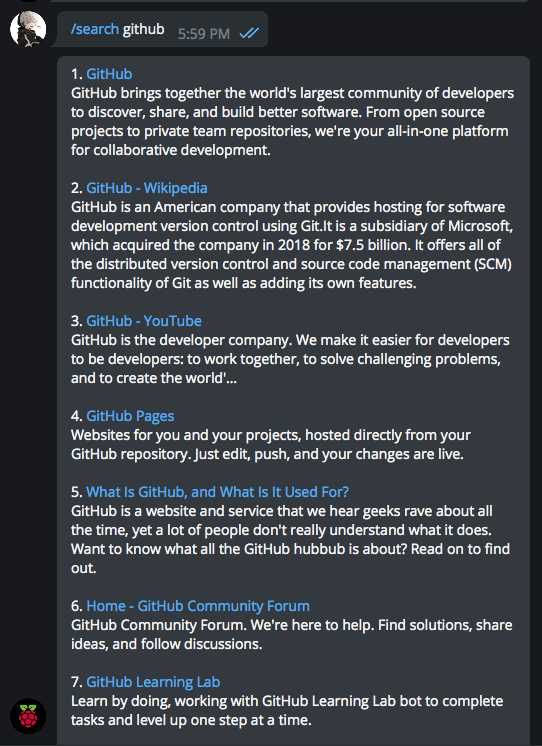 /search github 5:59 PM
1. GitHub
GitHub brings together the world's largest community of developers
to discover, share, and build better software. From open source
projects to private team repositories, we're your all-in-one platform
for collaborative development.
2. GitHub - Wikipedia
GitHub is an American company that provides hosting for software
development version control using Git.It is a subsidiary of Microsoft,
which acquired the company in 2018 for $7.5 billion. It offers all of
the distributed version control and source code management (SCM)
functionality of Git as well as adding its own features.
3. GitHub - YouTube
GitHub is the developer company. We make it easier for developers
to be developers: to work together, to solve challenging problems,
and to create the world'...
4. GitHub Pages
Websites for you and your projects, hosted directly from your
GitHub repository. Just edit, push, and your changes are live.
5. What Is GitHub, and What Is It Used For?
GitHub is a website and service that we hear geeks rave about all
the time, yet a lot of people don't really understand what it does.
Want to know what all the GitHub hubbub is about? Read on to find
out.
6. Home - GitHub Community Forum
GitHub Community Forum. We're here to help. Find solutions, share
ideas, and follow discussions.
7. GitHub Learning Lab
Learn by doing, working with GitHub Learning Lab bot to complete
tasks and level up one step at a time.